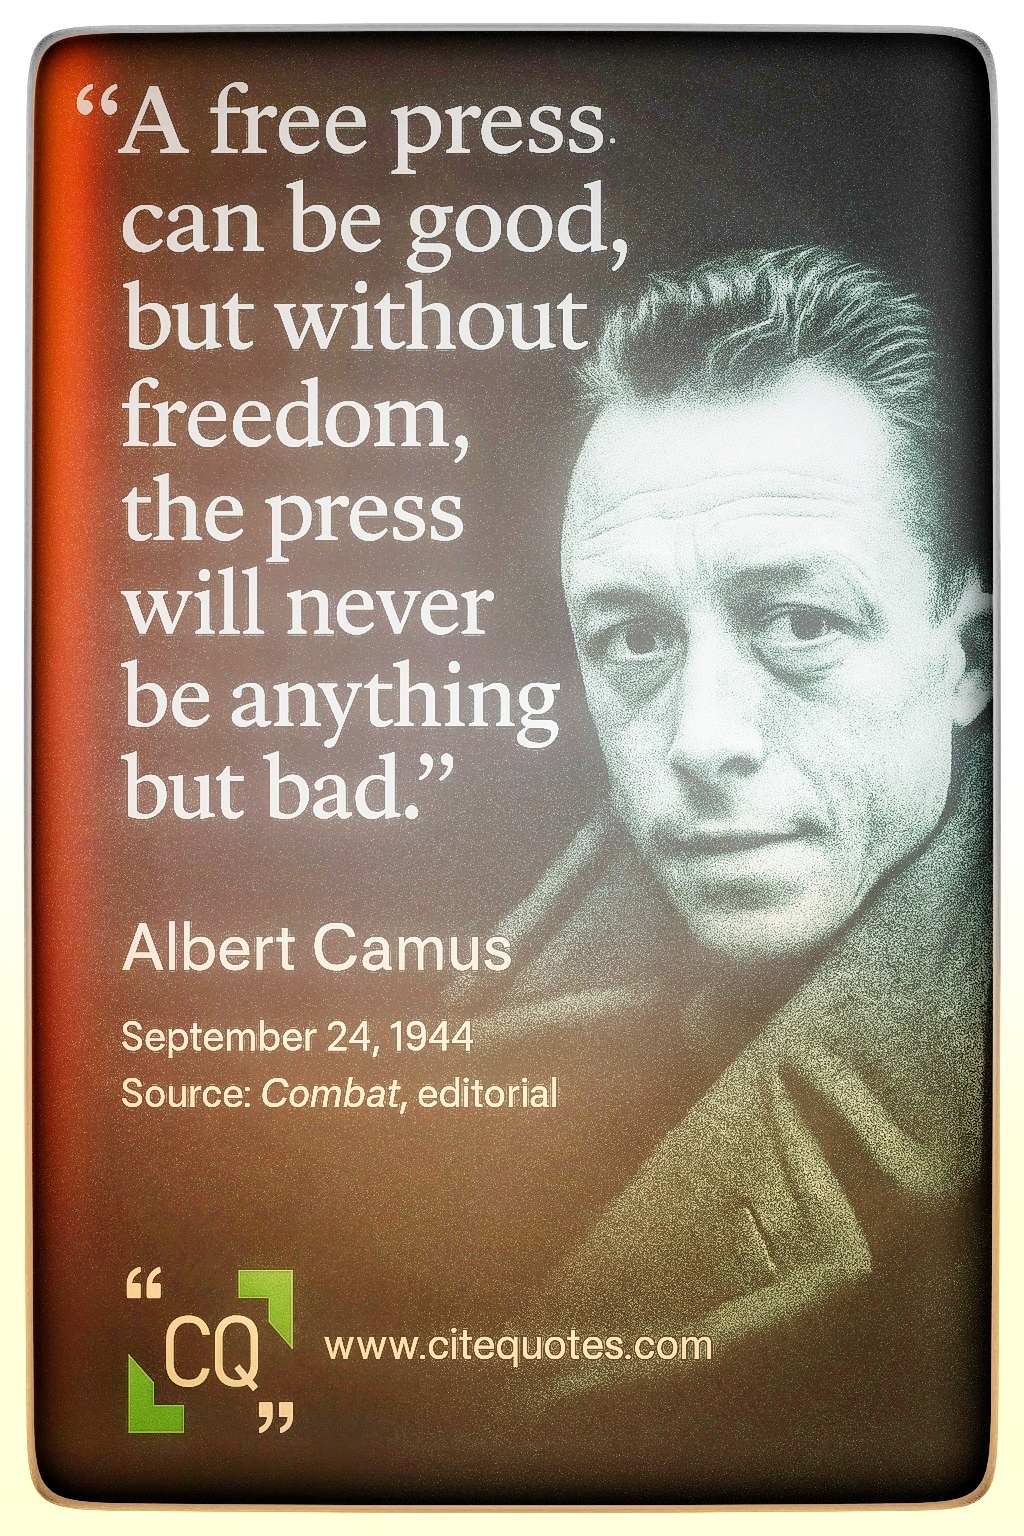 “A free press
can be good,
but without
freedom,
the press
will never
be anything
but bad.”
Albert Camus
September 24, 1944
Source: Combat, editorial
“CQ”
www.citequotes.com